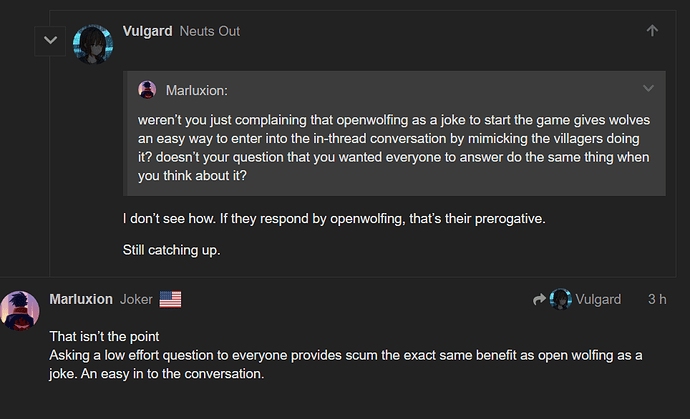 Vulgard Neuts Out
Marluxion:
weren’t you just complaining that openwolfing as a joke to start the game gives wolves
an easy way to enter into the in-thread conversation by mimicking the villagers doing
it? doesn’t your question that you wanted everyone to answer do the same thing when
you think about it?
I don’t see how. If they respond by openwolfing, that’s their prerogative.
Still catching up.
Marluxion Joker Vulgard 3 h
That isn’t the point
Asking a low effort question to everyone provides scum the exact same benefit as open wolfing as a
joke. An easy in to the conversation.